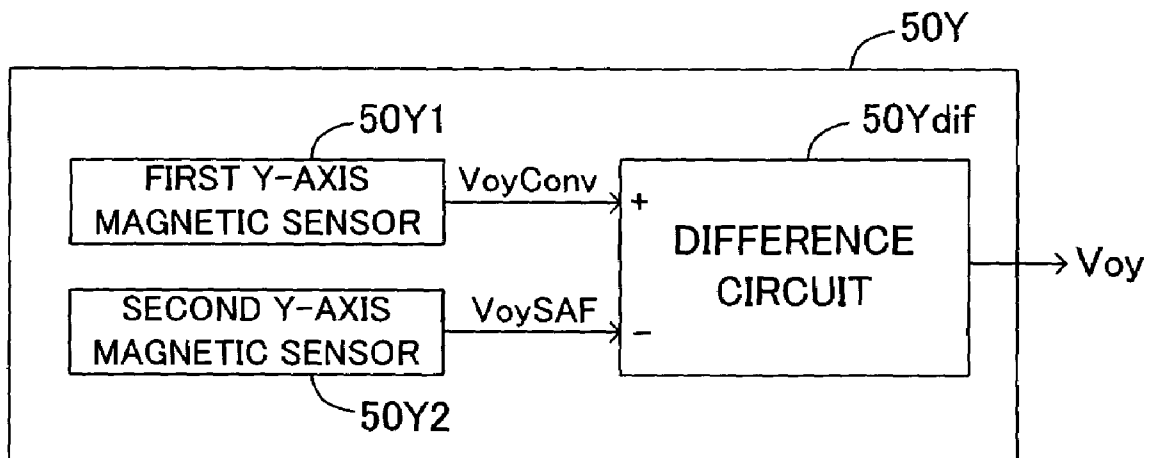 50Y
50Y1
50Ydif
FIRST Y-AXIS
MAGNETIC SENSOR
VoyConv
+
DIFFERENCE
CIRCUIT
Voy
SECOND Y-AXIS
MAGNETIC SENSOR
VoySAF
-
50Y2